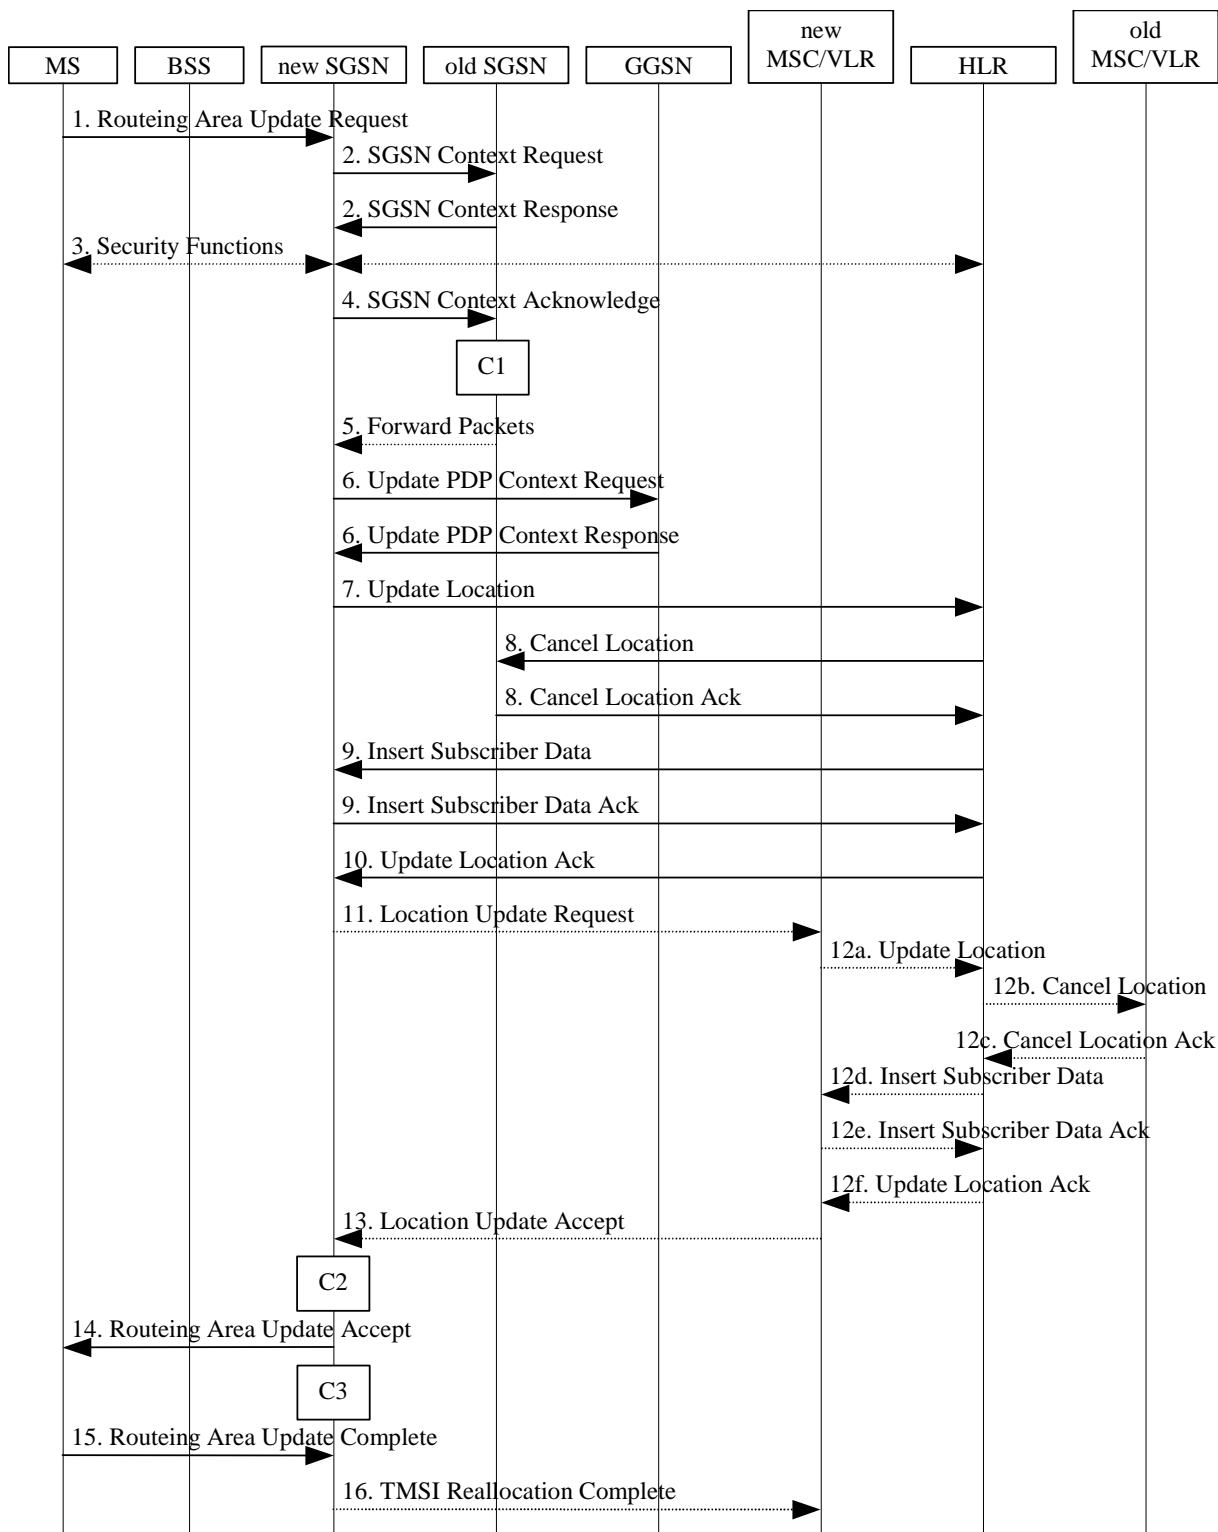 new
old
MS
BSS
new SGSN
old SGSN
GGSN
MSC/VLR
HLR
MSC/VLR
1. Routeing Area Update Request
2. SGSN Context Request
2. SGSN Context Response
3. Security Functions
4. SGSN Context Acknowledge
C1
5. Forward Packets
6. Update PDP Context Request
6. Update PDP Context Response
7. Update Location
8. Cancel Location
8. Cancel Location Ack
9. Insert Subscriber Data
9. Insert Subscriber Data Ack
10. Update Location Ack
11. Location Update Request
12a. Update Location
12b. Cancel Location
12c. Cancel Location Ack
12d. Insert Subscriber Data
12e. Insert Subscriber Data Ack
12f. Update Location Ack
13. Location Update Accept
C2
14. Routeing Area Update Accept
C3
15. Routeing Area Update Complete
16. TMSI Reallocation Complete